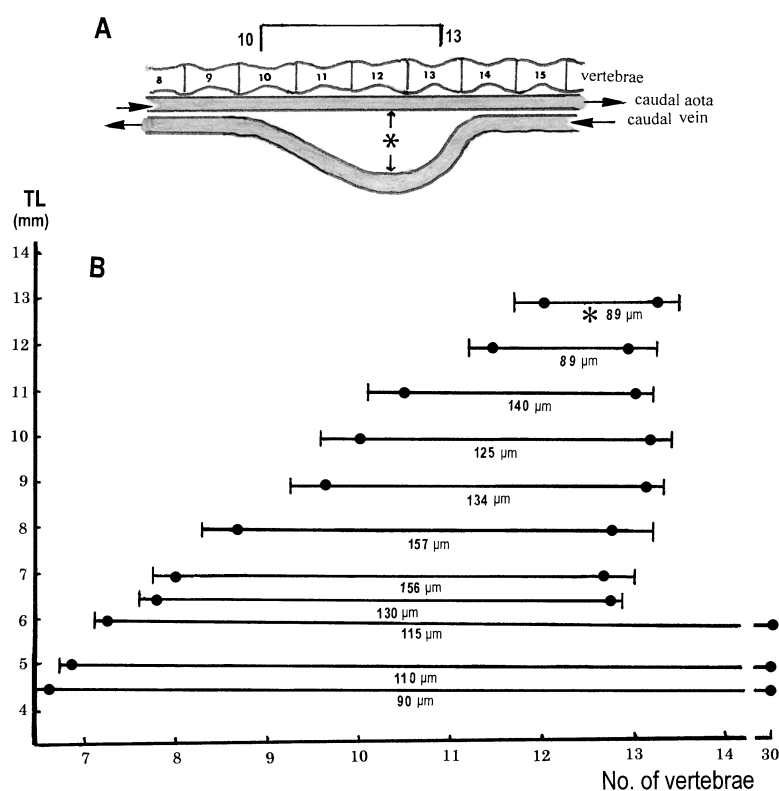 A
10 13
8 9 10 11 12 13 14 15 vertebrae
caudal aota
caudal vein
*
TL
(mm)
B
14
13
* 89 µm
12
89 µm
11
140 µm
10
125 µm
9
134 µm
8
157 µm
7
156 µm
130 µm
6
115 µm
5
110 µm
90 µm
4
7 8 9 10 11 12 13 14 30
No. of vertebrae